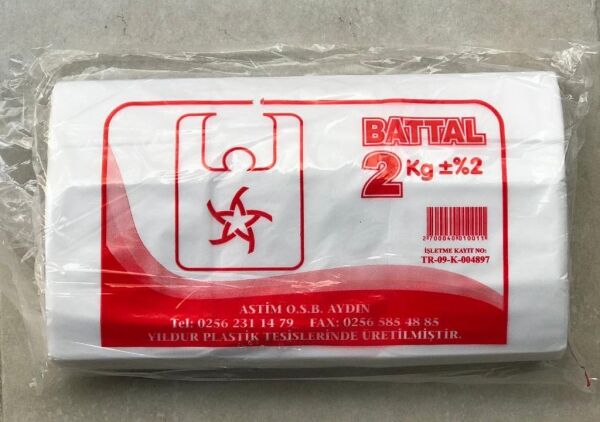 BATTAL
2 Kg ±%2
2700040010011
İŞLETME KAYIT NO:
TR-09-K-004897
ASTİM O.S.B. AYDIN
Tel: 0256 231 14 79 FAX: 0256 585 48 85
YILDUR PLASTİK TESİSLERİNDE ÜRETİLMİŞTİR.